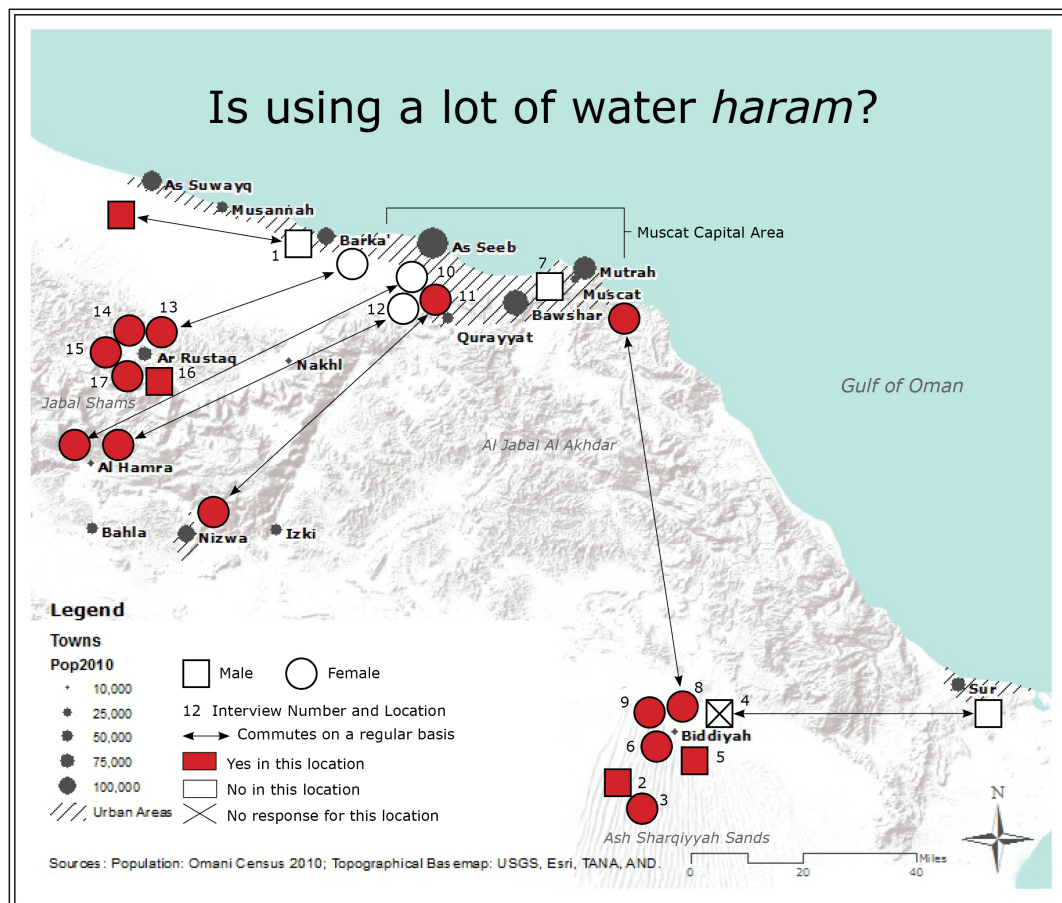 Is using a lot of water haram?
As Suwayq
Musannah
Barka'
As Seeb
Muscat Capital Area
1
10
7
Mutrah
Muscat
11
12
Bawshar
Qurayyat
14
13
15
Ar Rustaq
Nakhl
17
16
Jabal Shams
Gulf of Oman
Al Jabal Al Akhdar
Al Hamra
Bahla
Nizwa
Izki
Legend
Towns
Pop2010
10,000
25,000
50,000
75,000
100,000
Urban Areas
Male
Female
12 Interview Number and Location
Commutes on a regular basis
Yes in this location
No in this location
No response for this location
Sur
8
9
4
Biddiyah
6
5
2
3
Ash Sharqiyyah Sands
N
Miles
0
20
40
Sources: Population: Omani Census 2010; Topographical Basemap: USGS, Esri, TANA, AND.